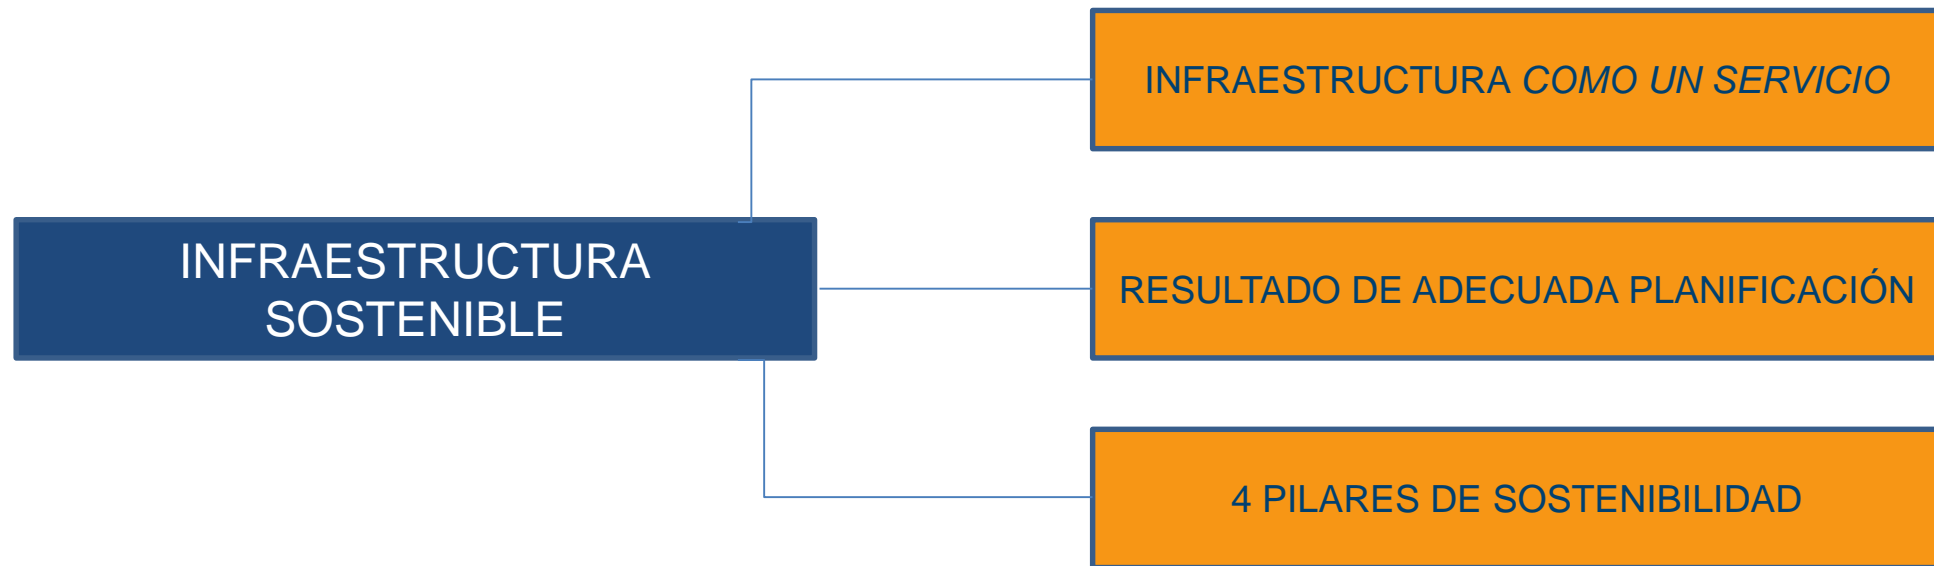 INFRAESTRUCTURA COMO UN SERVICIO
INFRAESTRUCTURA
SOSTENIBLE
RESULTADO DE ADECUADA PLANIFICACIÓN
4 PILARES DE SOSTENIBILIDAD